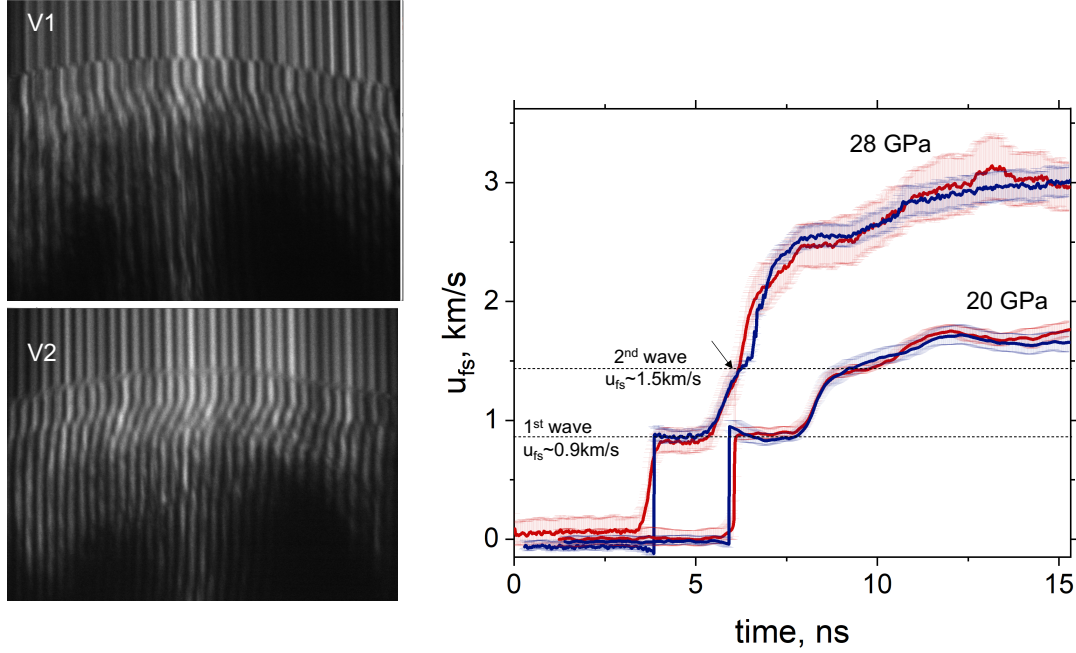 V1
V2
28 GPa
20 GPa
2nd wave
ufs~1.5km/s
1st wave
ufs~0.9km/s
ufs, km/s
3
2
1
0
0
5
10
15
time, ns